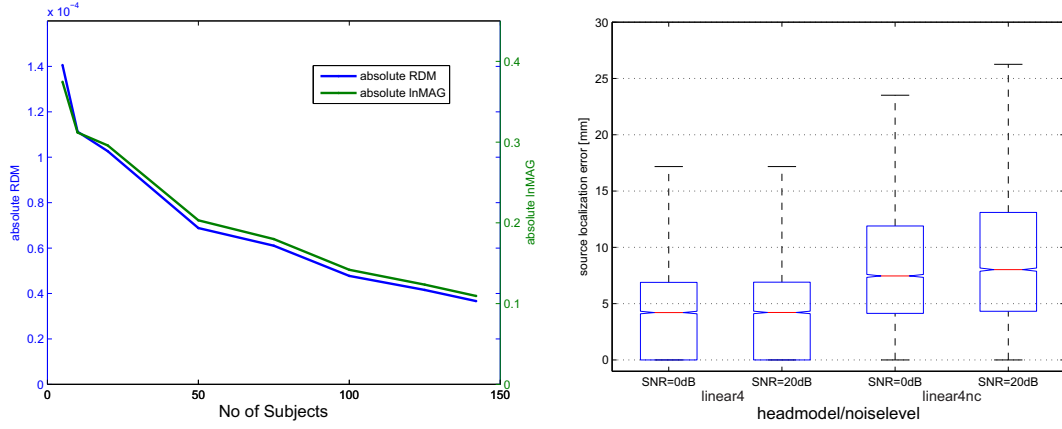 x 10⁻⁴
1.4
1.2
1
0.8
0.6
0.4
0.2
0
absolute RDM
absolute RDM
absolute lnMAG
0.4
0.3
0.2
0.1
0
absolute lnMAG
0
50
100
150
No of Subjects
30
25
20
15
10
5
0
source localization error [mm]
SNR=0dB
SNR=20dB
SNR=0dB
SNR=20dB
linear4
linear4nc
headmodel/noiselevel